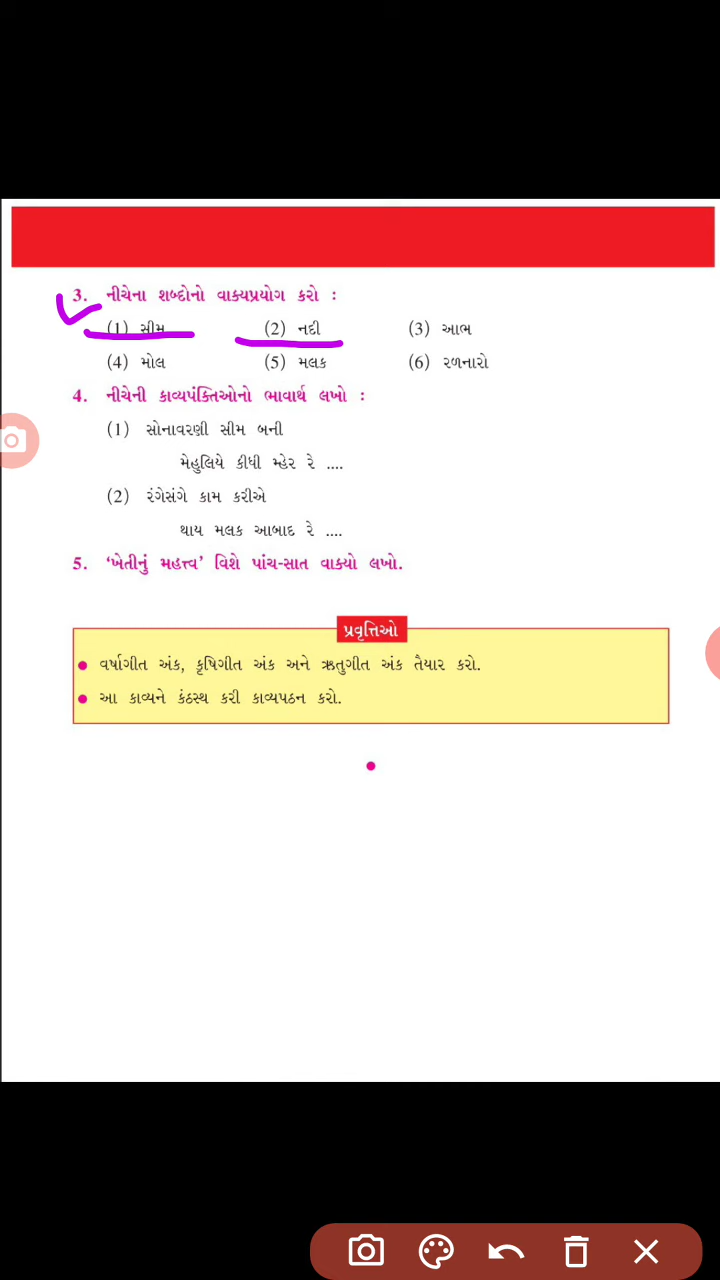 3. નીચેના શબ્દોનો વાક્યપ્રયોગ કરો :
(1) સીમ (2) નદી (3) આભ
(4) મોલ (5) મલક (6) રળનારો
4. નીચેની કાવ્યપંક્તિઓનો ભાવાર્થ લખો :
(1) સોનાવરણી સીમ બની
મેહુલિયે કીધી મ્હેર રે ....
(2) રંગેસંગે કામ કરીએ
થાય મલક આબાદ રે ....
5. ‘ખેતીનું મહત્ત્વ’ વિશે પાંચ-સાત વાક્યો લખો.
પ્રવૃત્તિઓ
• વર્ષાગીત અંક, કૃષિગીત અંક અને ઋતુગીત અંક તૈયાર કરો.
• આ કાવ્યને કંઠસ્થ કરી કાવ્યપઠન કરો.